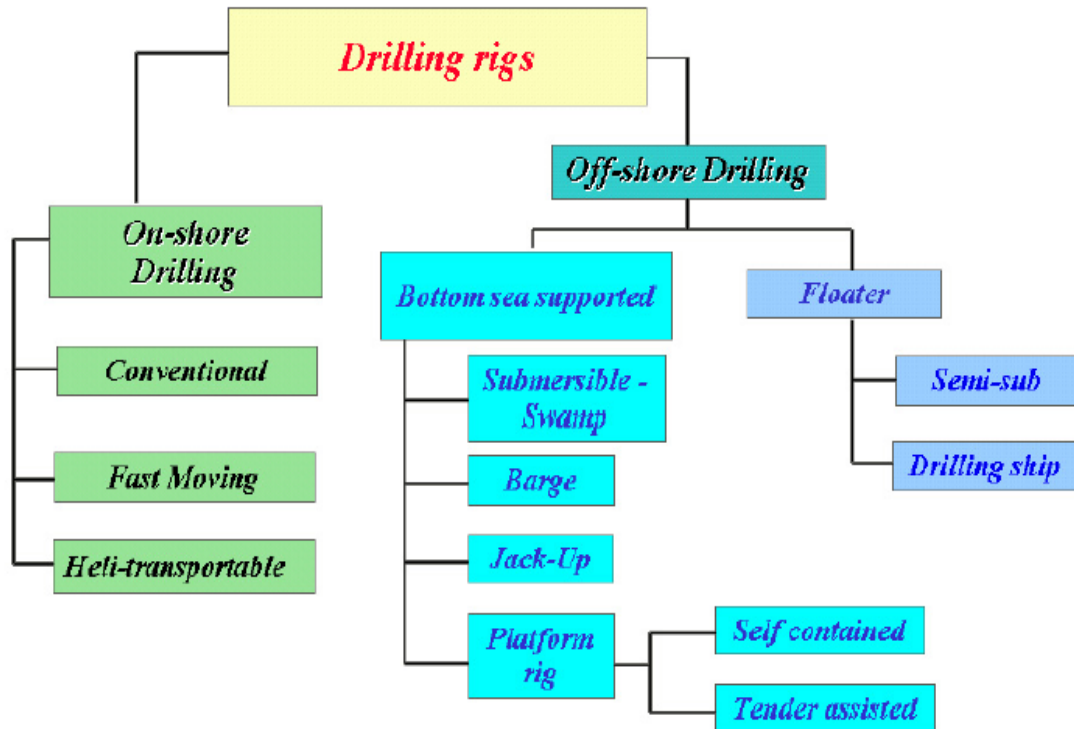 Drilling rigs
Off-shore Drilling
On-shore
Drilling
Bottom sea supported
Floater
Conventional
Submersible -
Swamp
Semi-sub
Fast Moving
Barge
Drilling ship
Heli-transportable
Jack-Up
Platform
rig
Self contained
Tender assisted